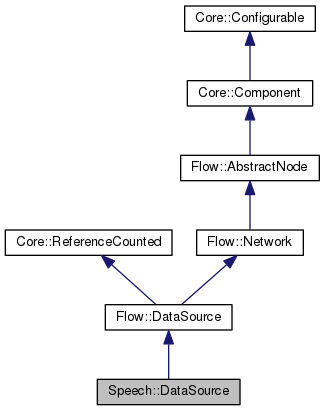 Core::Configurable
Core::Component
Flow::AbstractNode
Core::ReferenceCounted
Flow::Network
Flow::DataSource
Speech::DataSource